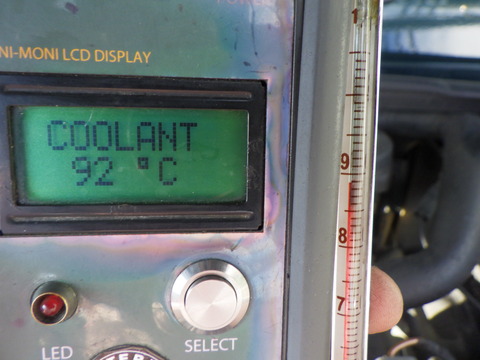 NI-MONI LCD DISPLAY
COOLANT
92 °C
LED
SELECT
1
9
8
7